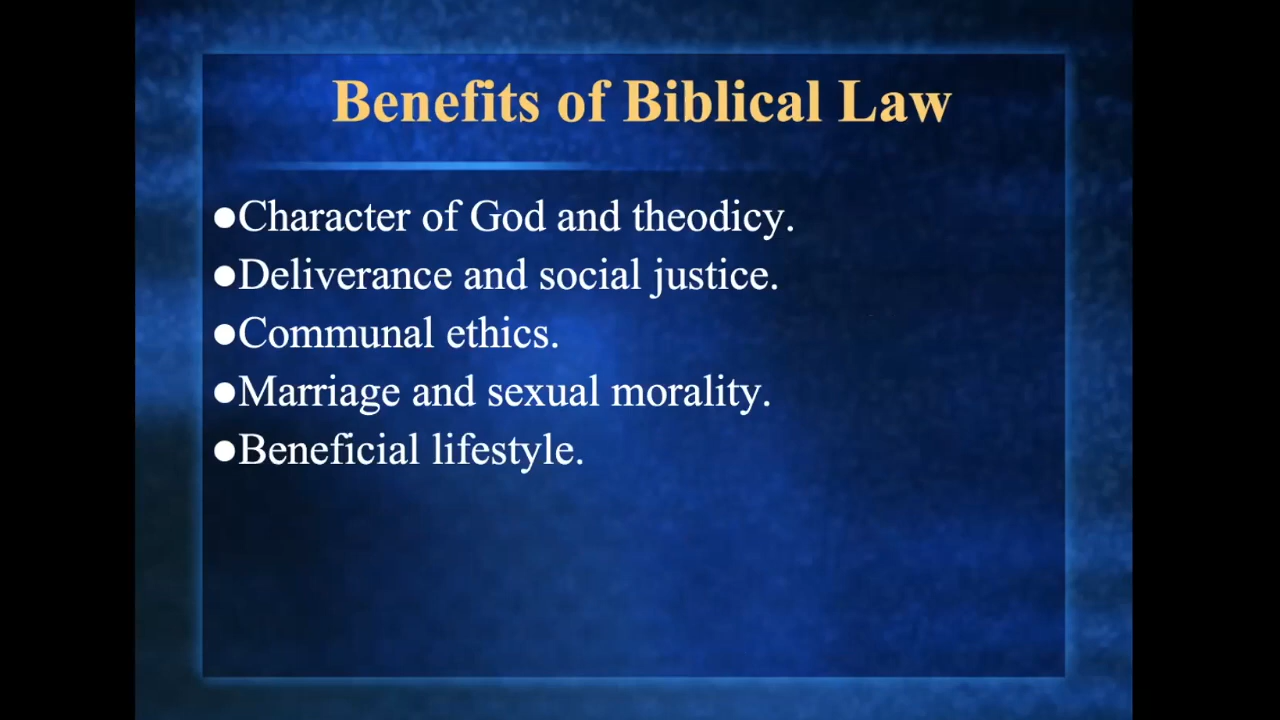 Benefits of Biblical Law
●Character of God and theodicy.
●Deliverance and social justice.
●Communal ethics.
●Marriage and sexual morality.
●Beneficial lifestyle.